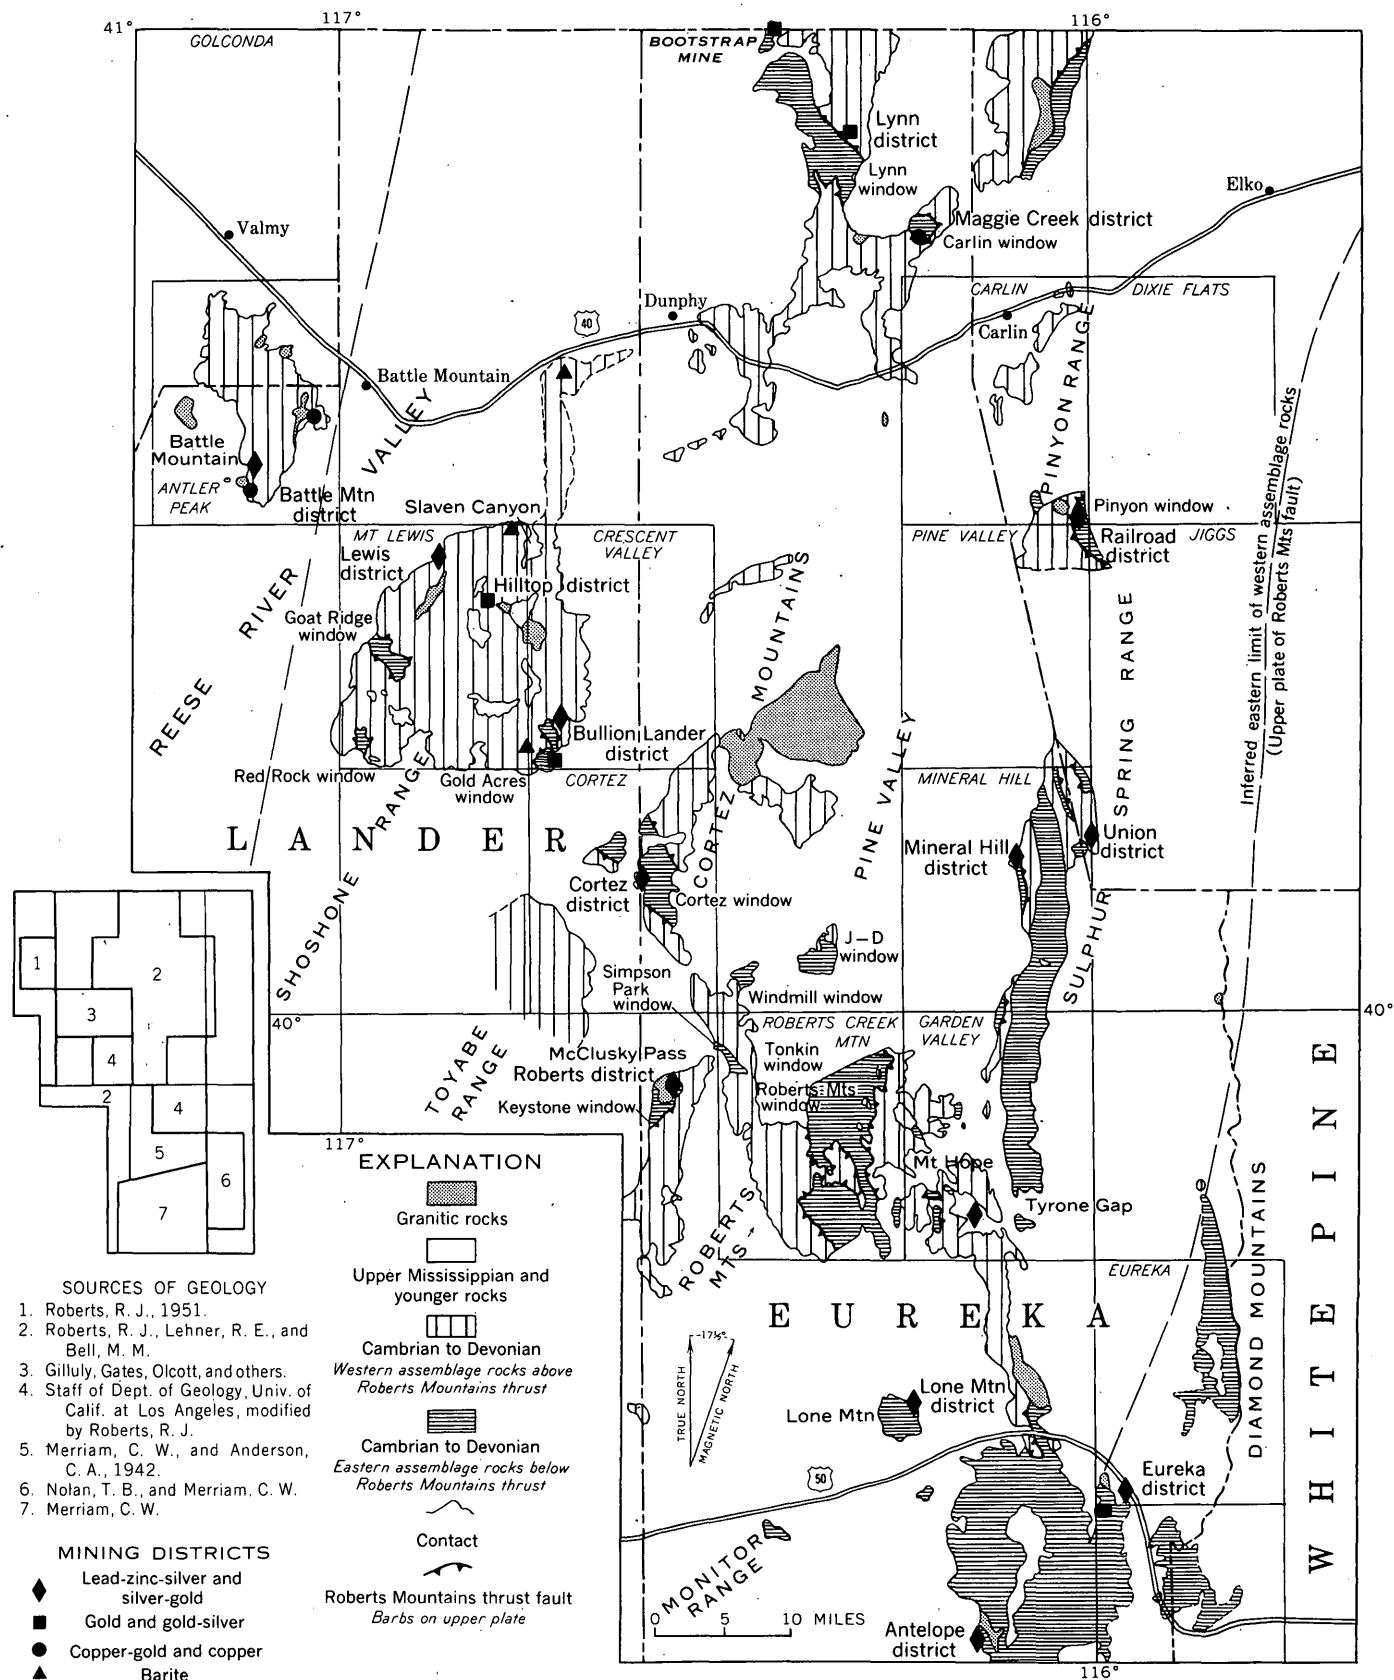 41°
117°
116°
GOLCONDA
BOOTSTRAP
MINE
Lynn
district
Lynn
window
Elko
Valmy
Maggie Creek district
Carlin window
CARLIN
DIXIE FLATS
Dunphy
40
Carlin
Battle Mountain
PINYON RANGE
VALLEY
Battle
Mountain
ANTLER
PEAK
Battle Mtn
district
Slaven Canyon
Pinyon window
MT LEWIS
CRESCENT
VALLEY
PINE VALLEY
Railroad
district
JIGGS
Lewis
district
Hilltop district
Inferred eastern limit of western assemblage rocks
(Upper plate of Roberts Mts fault)
RIVER
Goat Ridge
window
MOUNTAINS
REESE
SPRING RANGE
Bullion Lander
district
Red Rock window
RANGE
Gold Acres
window
CORTEZ
PINE VALLEY
MINERAL HILL
LANDER
CORTEZ
Mineral Hill
district
Union
district
Cortez
district
Cortez window
SHOSHONE
SULPHUR
J-D
window
Simpson
Park
window
Windmill window
40°
40°
ROBERTS CREEK
MTN
GARDEN
VALLEY
TOYABE
RANGE
McClusky Pass
Roberts district
Tonkin
window
Roberts Mts
window
Keystone window
1
2
3
4
2
4
5
6
7
117°
Mt Hope
Tyrone Gap
ROBERTS
MTS
DIAMOND MOUNTAINS
WHITE PINE
EUREKA
EUREKA
EXPLANATION
Granitic rocks
Upper Mississippian and
younger rocks
Cambrian to Devonian
Western assemblage rocks above
Roberts Mountains thrust
Cambrian to Devonian
Eastern assemblage rocks below
Roberts Mountains thrust
Contact
Roberts Mountains thrust fault
Barbs on upper plate
SOURCES OF GEOLOGY
1. Roberts, R. J., 1951.
2. Roberts, R. J., Lehner, R. E., and
Bell, M. M.
3. Gilluly, Gates, Olcott, and others.
4. Staff of Dept. of Geology, Univ. of
Calif. at Los Angeles, modified
by Roberts, R. J.
5. Merriam, C. W., and Anderson,
C. A., 1942.
6. Nolan, T. B., and Merriam, C. W.
7. Merriam, C. W.
MINING DISTRICTS
Lead-zinc-silver and
silver-gold
Gold and gold-silver
Copper-gold and copper
Barite
17½°
TRUE NORTH
MAGNETIC NORTH
Lone Mtn
district
Lone Mtn
50
Eureka
district
MONITOR
RANGE
0 5 10 MILES
Antelope
district
116°